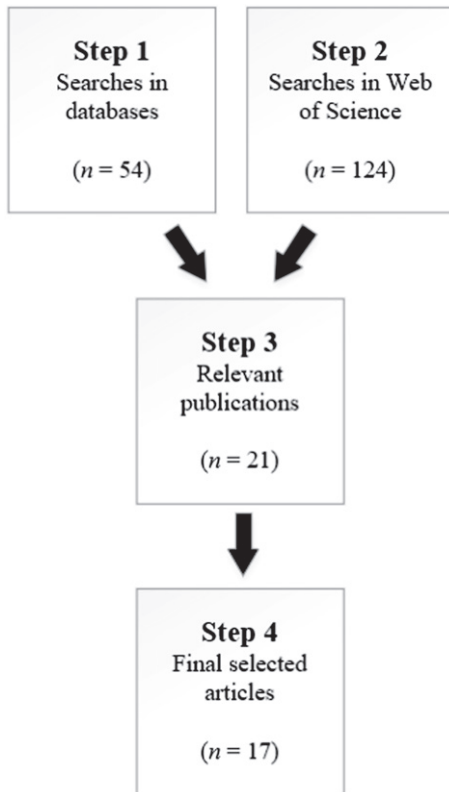 Step 1
Searches in
databases
(n = 54)
Step 2
Searches in Web
of Science
(n = 124)
Step 3
Relevant
publications
(n = 21)
Step 4
Final selected
articles
(n = 17)